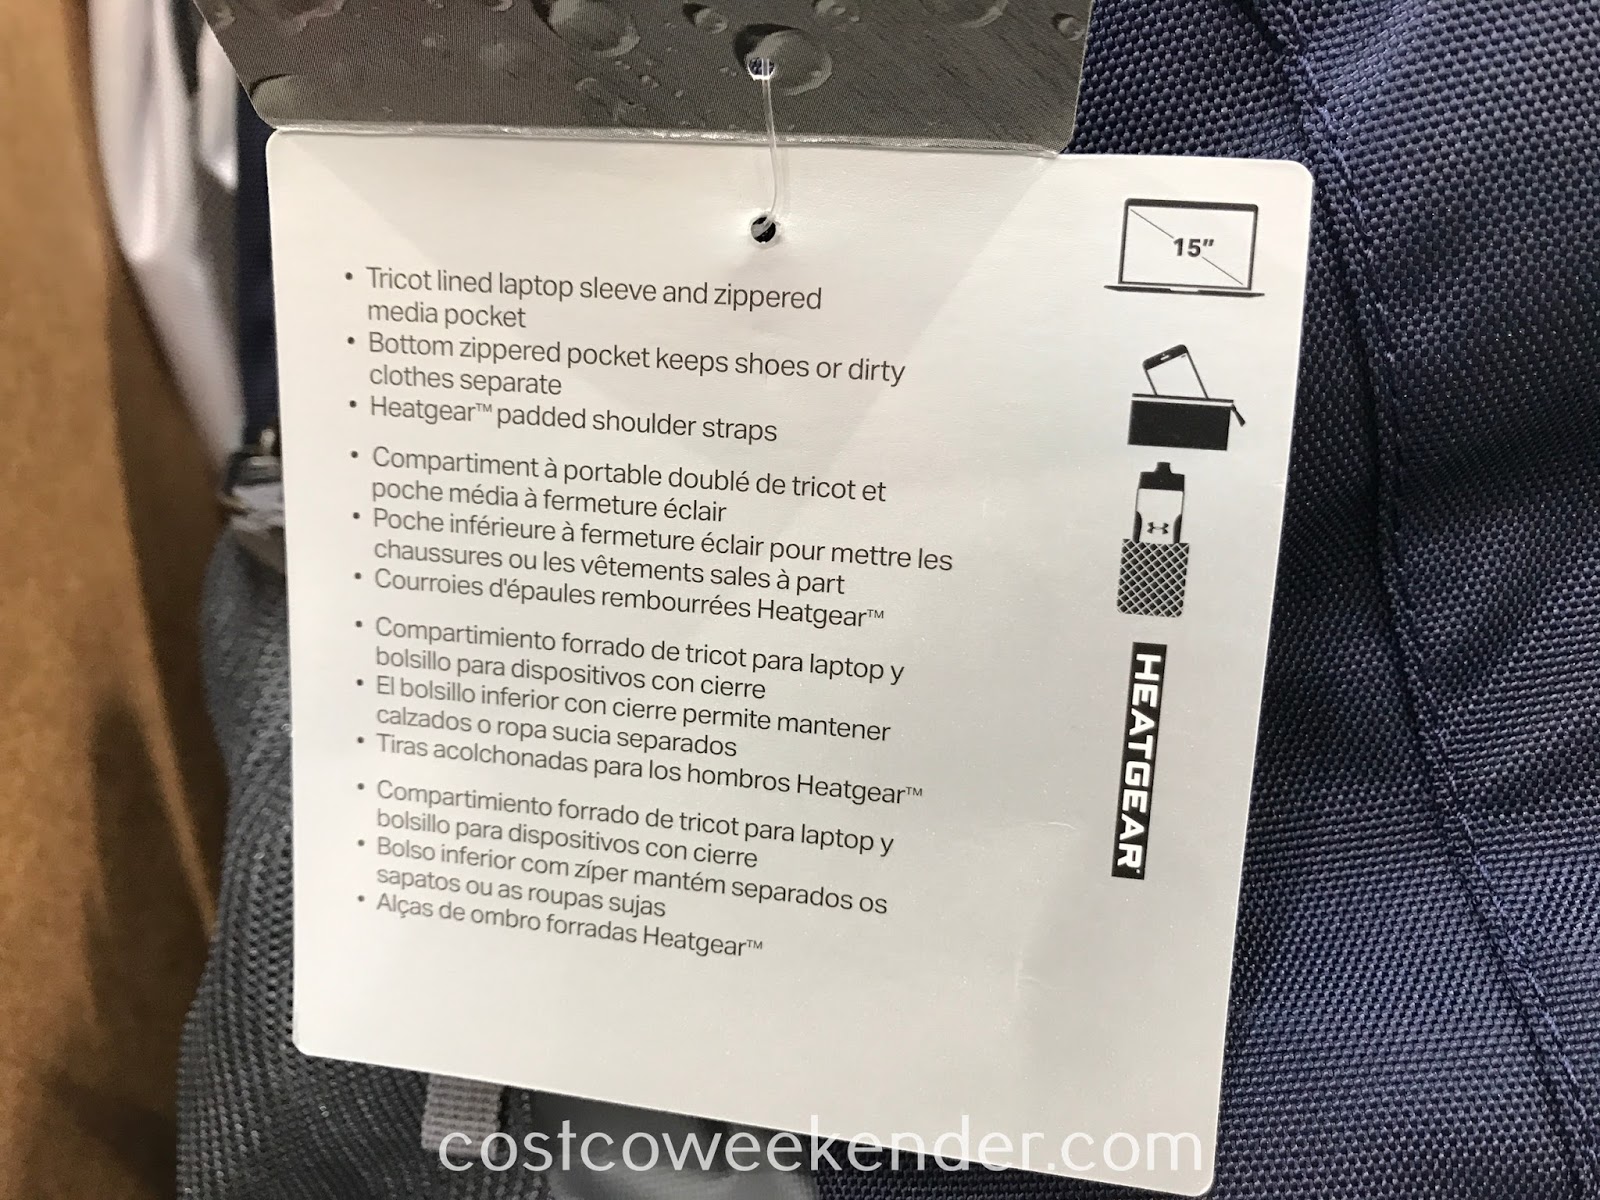 • Tricot lined laptop sleeve and zippered
media pocket
• Bottom zippered pocket keeps shoes or dirty
clothes separate
• Heatgear™ padded shoulder straps
• Compartiment à portable doublé de tricot et
poche média à fermeture éclair
• Poche inférieure à fermeture éclair pour mettre les
chaussures ou les vêtements sales à part
• Courroies d'épaules rembourrées Heatgear™
• Compartimiento forrado de tricot para laptop y
bolsillo para dispositivos con cierre
• El bolsillo inferior con cierre permite mantener
calzados o ropa sucia separados
• Tiras acolchonadas para los hombros Heatgear™
• Compartimiento forrado de tricot para laptop y
bolsillo para dispositivos con cierre
• Bolso inferior com zíper mantém separados os
sapatos ou as roupas sujas
• Alças de ombro forradas Heatgear™
15"
HEATGEAR
costcoweekender.com